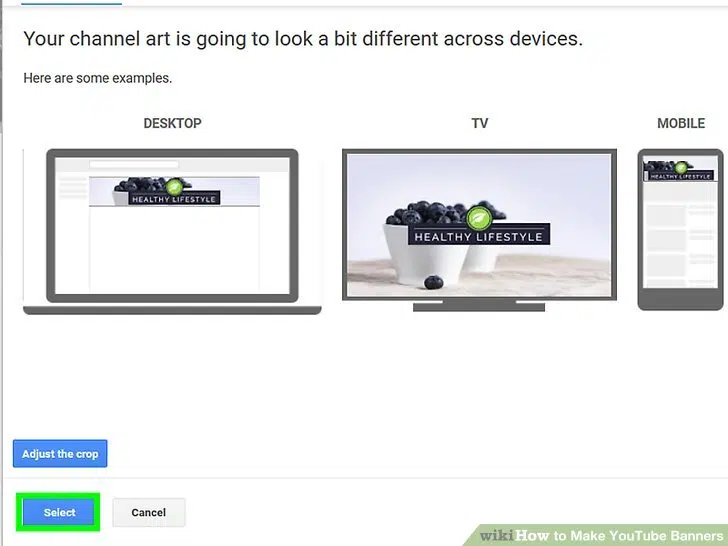 Your channel art is going to look a bit different across devices.
Here are some examples.
DESKTOP
TV
MOBILE
HEALTHY LIFESTYLE
HEALTHY LIFESTYLE
HEALTHY LIFESTYLE
Adjust the crop
Select
Cancel
wikiHow to Make YouTube Banners